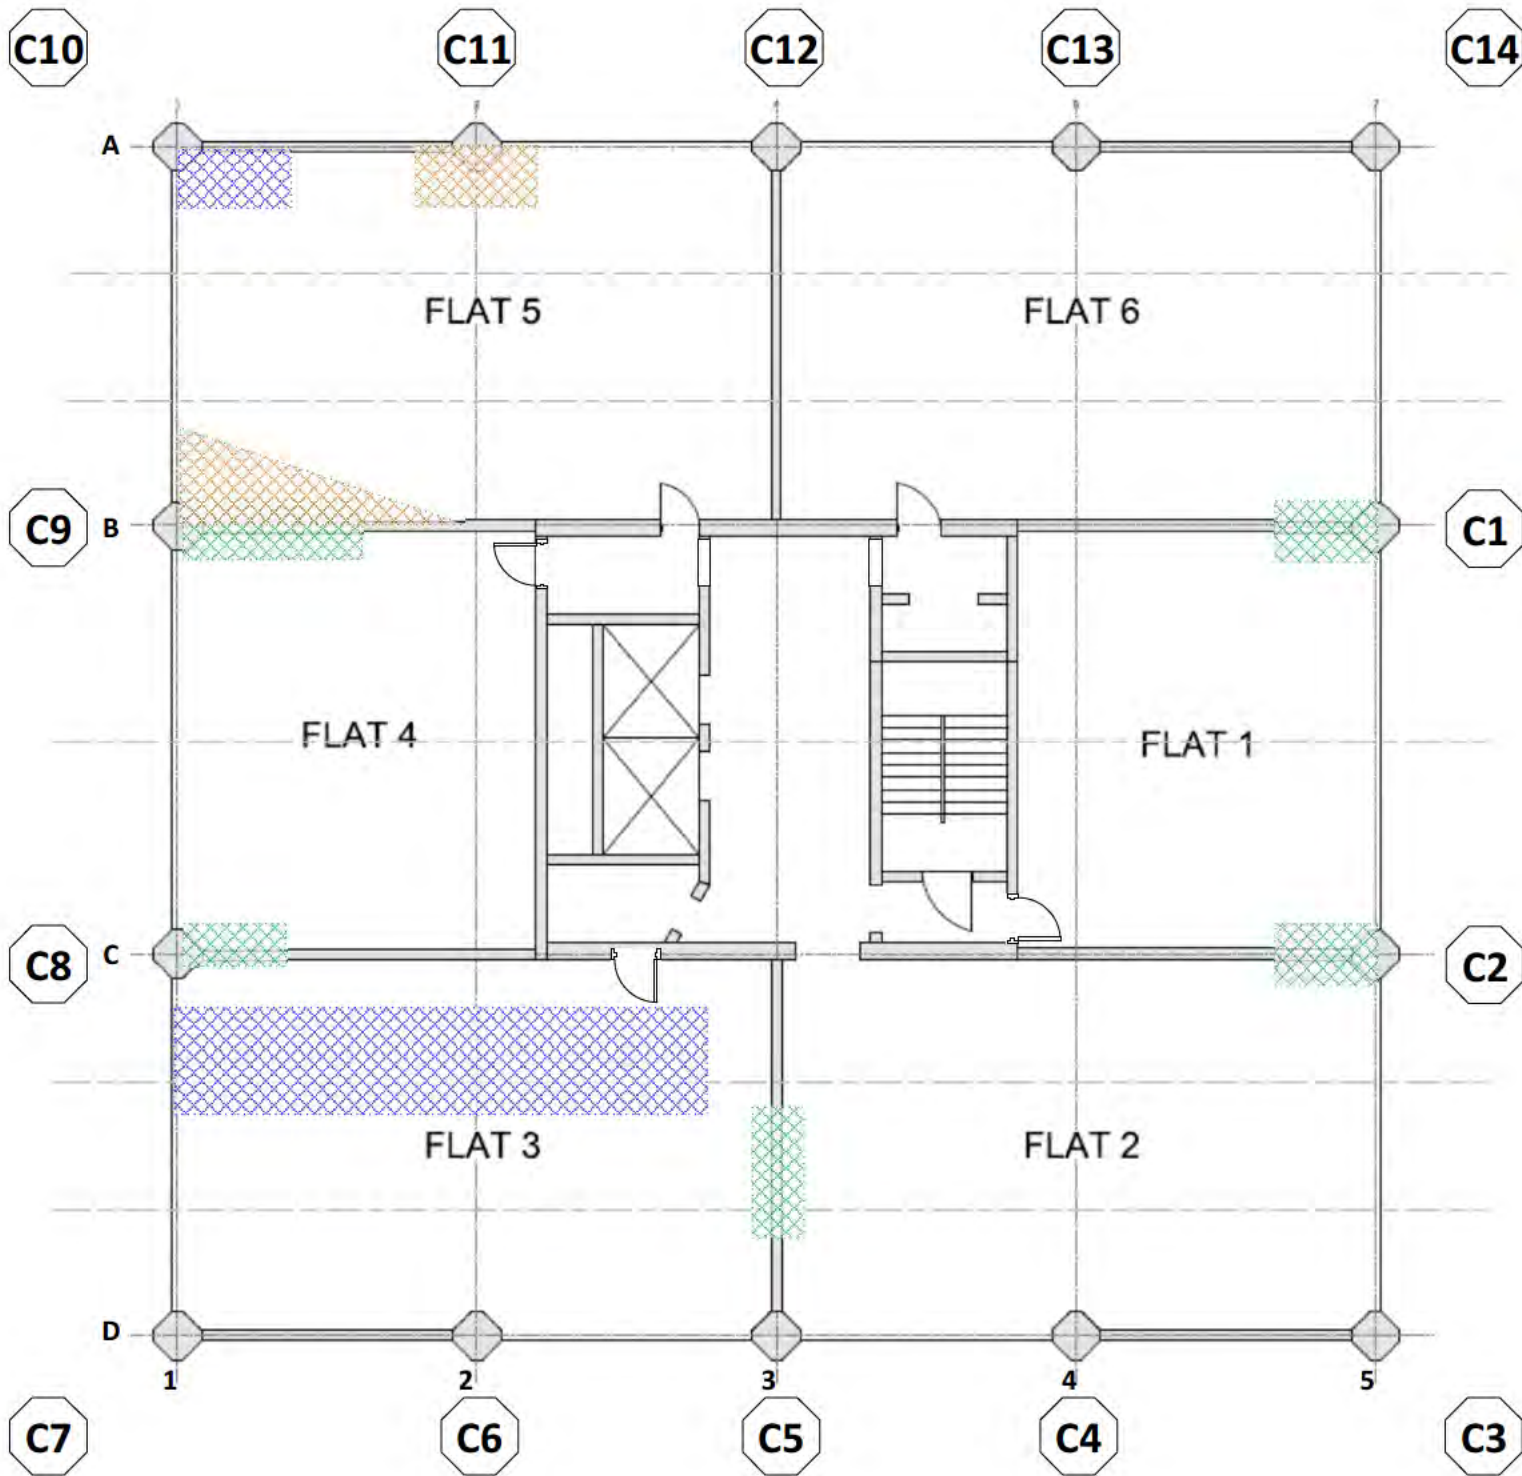 C10 C11 C12 C13 C14
A
FLAT 5 FLAT 6
C9 B C1
FLAT 4 FLAT 1
C8 C C2
FLAT 3 FLAT 2
D
1 2 3 4 5
C7 C6 C5 C4 C3